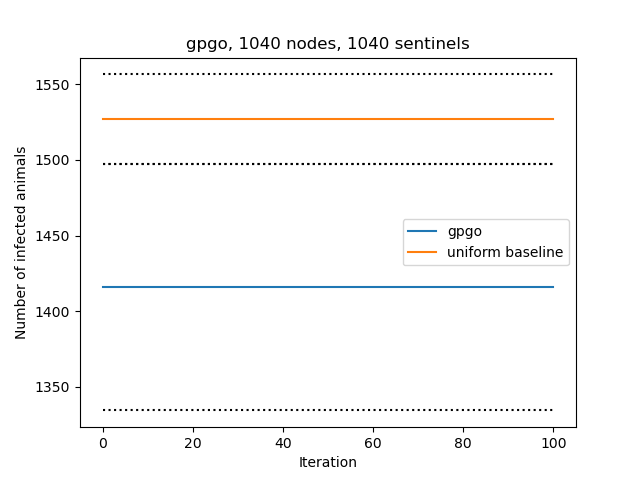 gpgo, 1040 nodes, 1040 sentinels
1550
1500
1450
1400
1350
Number of infected animals
gpgo
uniform baseline
0 20 40 60 80 100
Iteration